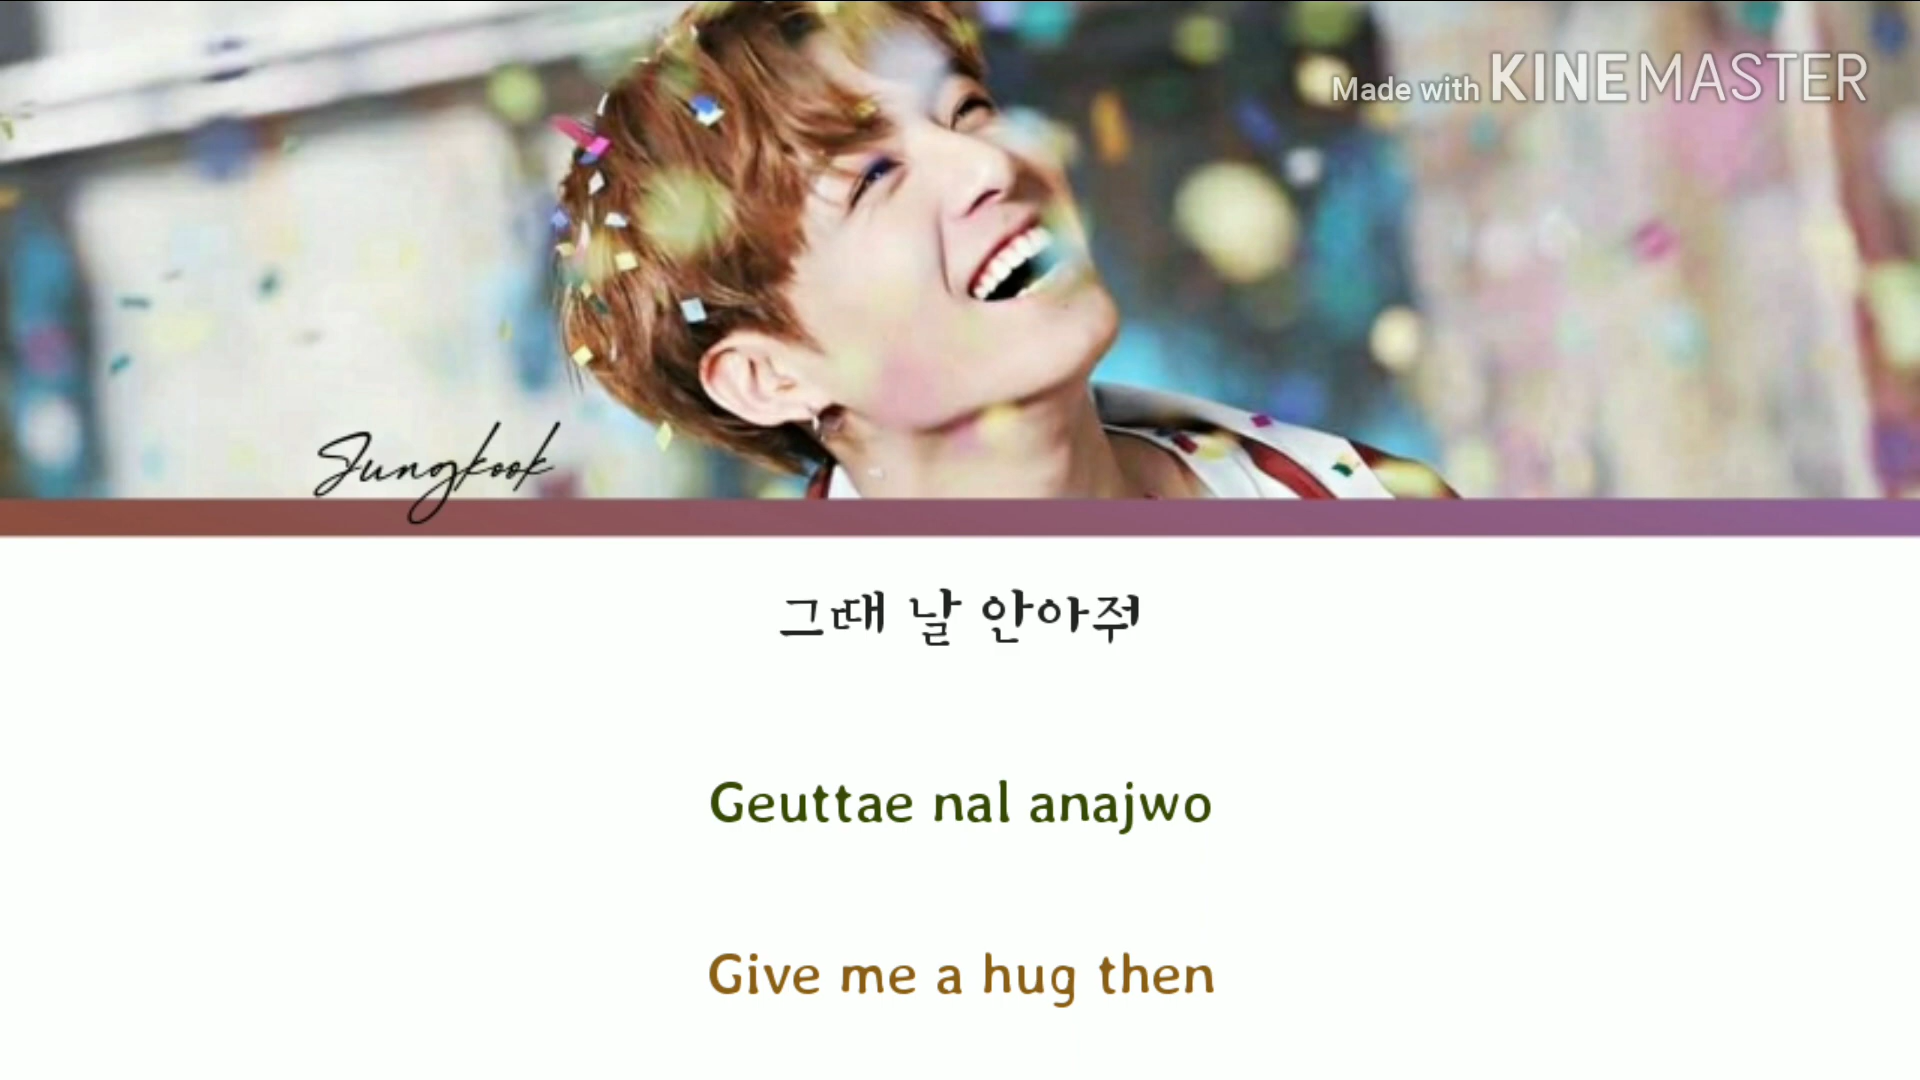 Made with KINEMASTER
Jungkook
그때 날 안아줘
Geuttae nal anajwo
Give me a hug then